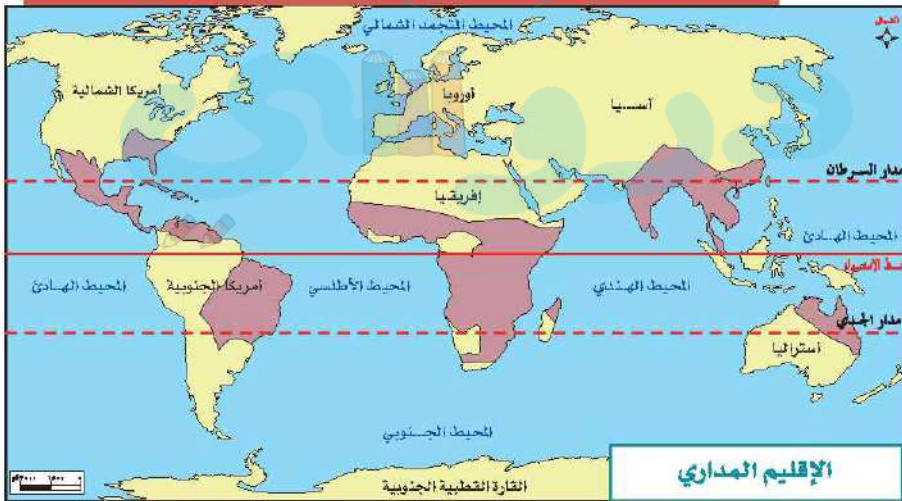 المحيط المتجمد الشمالي
الشمال
أمريكا الشمالية
أوروبا
آسيا
مدار السرطان
إفريقيا
المحيط الهادئ
خط الاستواء
المحيط الهادئ
أمريكا الجنوبية
المحيط الأطلسي
المحيط الهندي
مدار الجدي
أستراليا
المحيط الجنوبي
الإقليم المداري
القارة القطبية الجنوبية